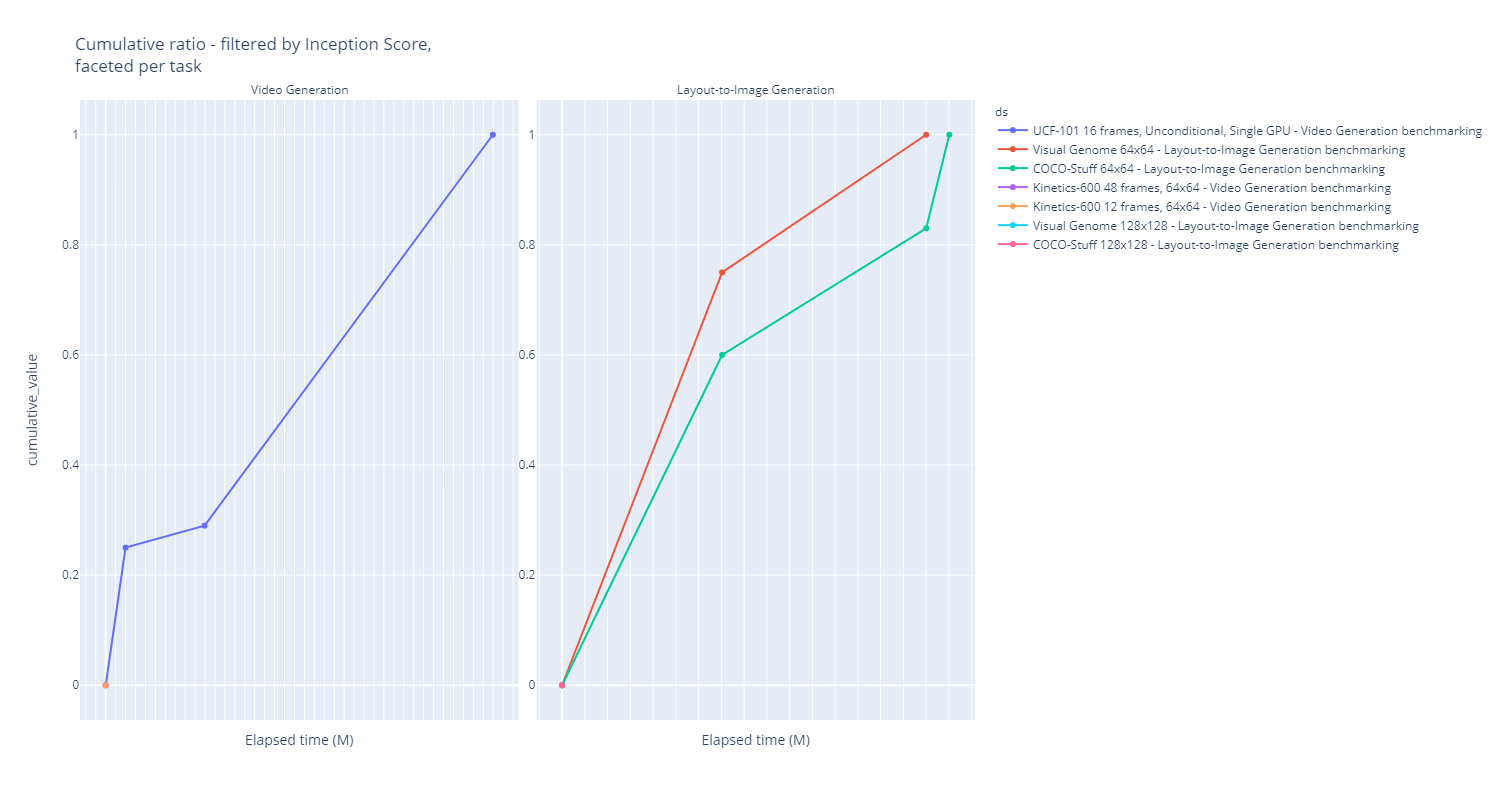 Cumulative ratio - filtered by Inception Score,
faceted per task
Video Generation
Layout-to-Image Generation
cumulative_value
1
0.8
0.6
0.4
0.2
0
1
0.8
0.6
0.4
0.2
0
Elapsed time (M)
Elapsed time (M)
ds
UCF-101 16 frames, Unconditional, Single GPU - Video Generation benchmarking
Visual Genome 64x64 - Layout-to-Image Generation benchmarking
COCO-Stuff 64x64 - Layout-to-Image Generation benchmarking
Kinetics-600 48 frames, 64x64 - Video Generation benchmarking
Kinetics-600 12 frames, 64x64 - Video Generation benchmarking
Visual Genome 128x128 - Layout-to-Image Generation benchmarking
COCO-Stuff 128x128 - Layout-to-Image Generation benchmarking